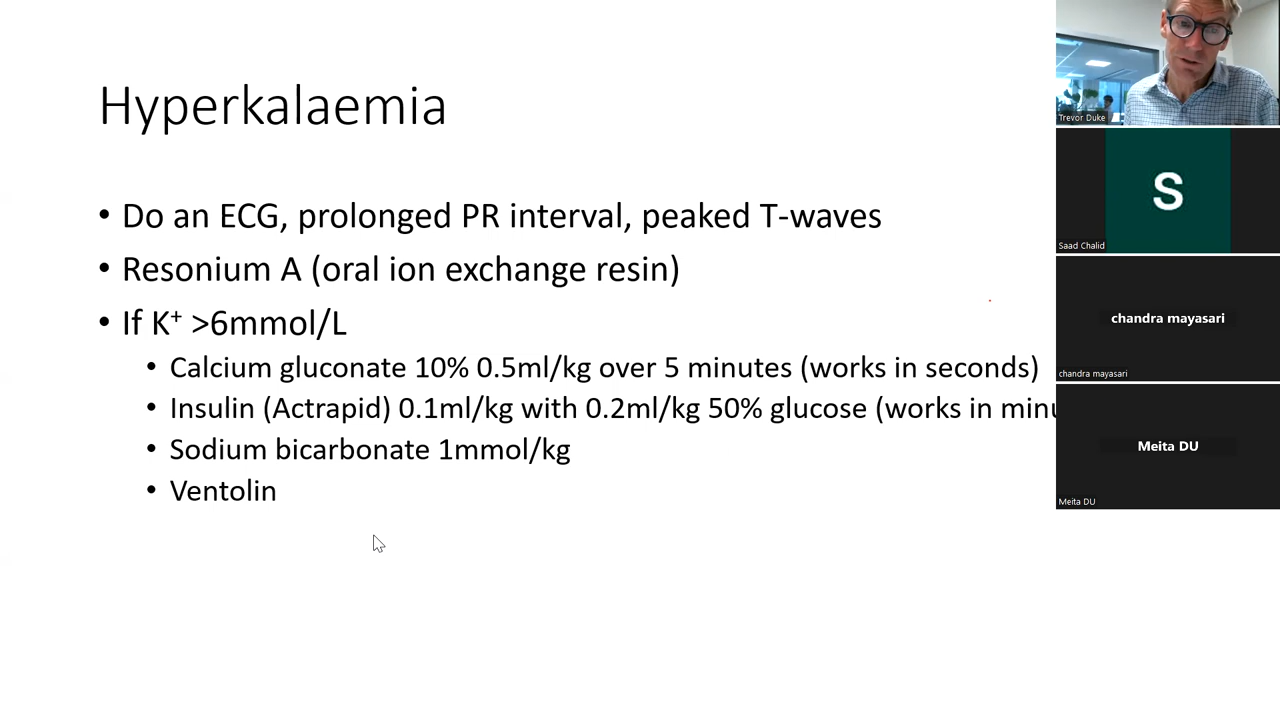 Hyperkalaemia
• Do an ECG, prolonged PR interval, peaked T-waves
• Resonium A (oral ion exchange resin)
• If K⁺ >6mmol/L
• Calcium gluconate 10% 0.5ml/kg over 5 minutes (works in seconds)
• Insulin (Actrapid) 0.1ml/kg with 0.2ml/kg 50% glucose (works in
• Sodium bicarbonate 1mmol/kg
• Ventolin
Trevor Duke
S
Saad Chalid
chandra mayasari
chandra mayasari
Meita DU
Meita DU